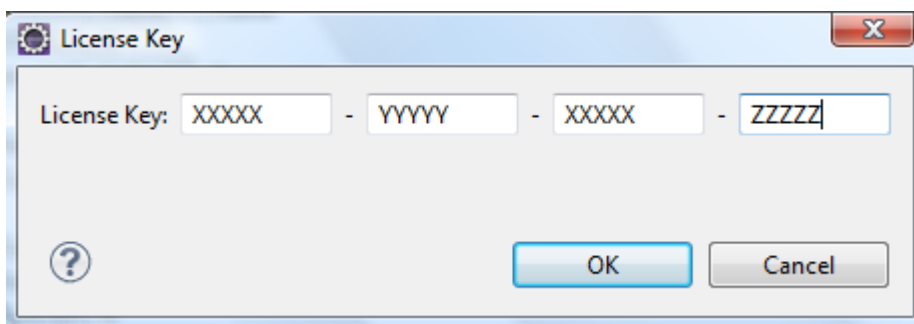 License Key
License Key: XXXXX - YYYYY - XXXXX - ZZZZZ
OK Cancel